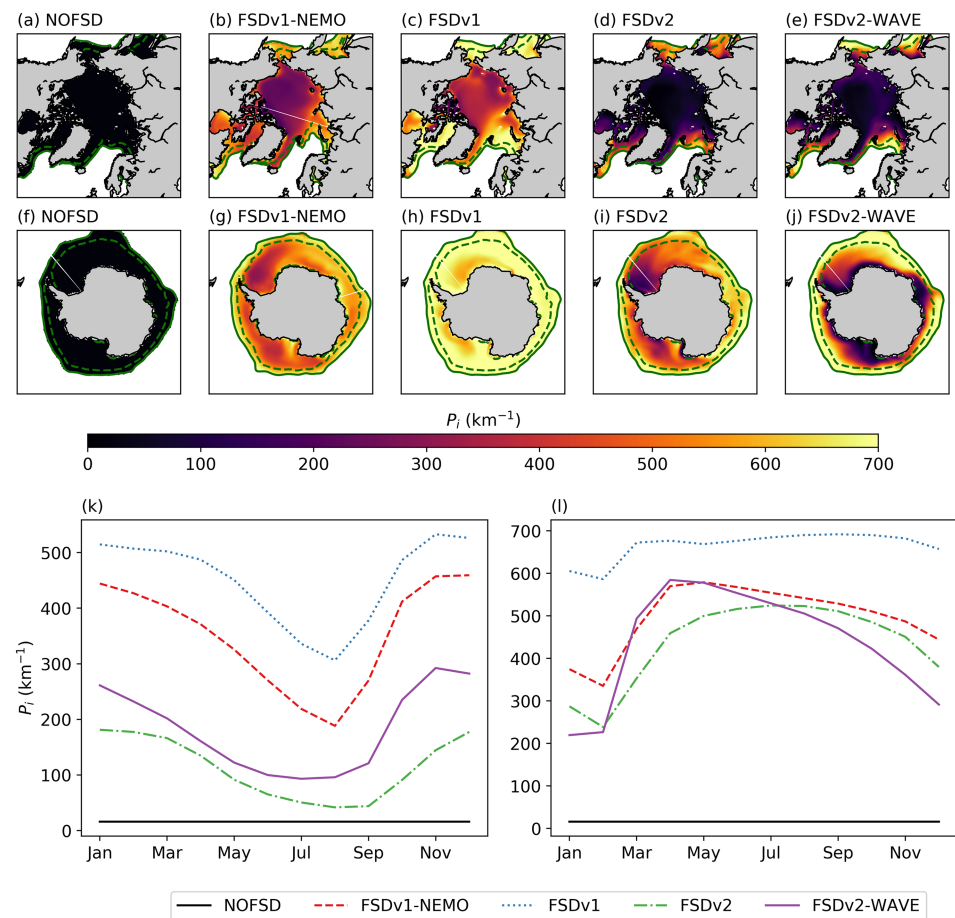 (a) NOFSD (b) FSDv1-NEMO (c) FSDv1 (d) FSDv2 (e) FSDv2-WAVE
(f) NOFSD (g) FSDv1-NEMO (h) FSDv1 (i) FSDv2 (j) FSDv2-WAVE
P_i (km⁻¹)
0 100 200 300 400 500 600 700
(k) (l)
500
400
300
200
100
0
P_i (km⁻¹)
Jan Mar May Jul Sep Nov
700
600
500
400
300
200
100
0
Jan Mar May Jul Sep Nov
NOFSD FSDv1-NEMO FSDv1 FSDv2 FSDv2-WAVE